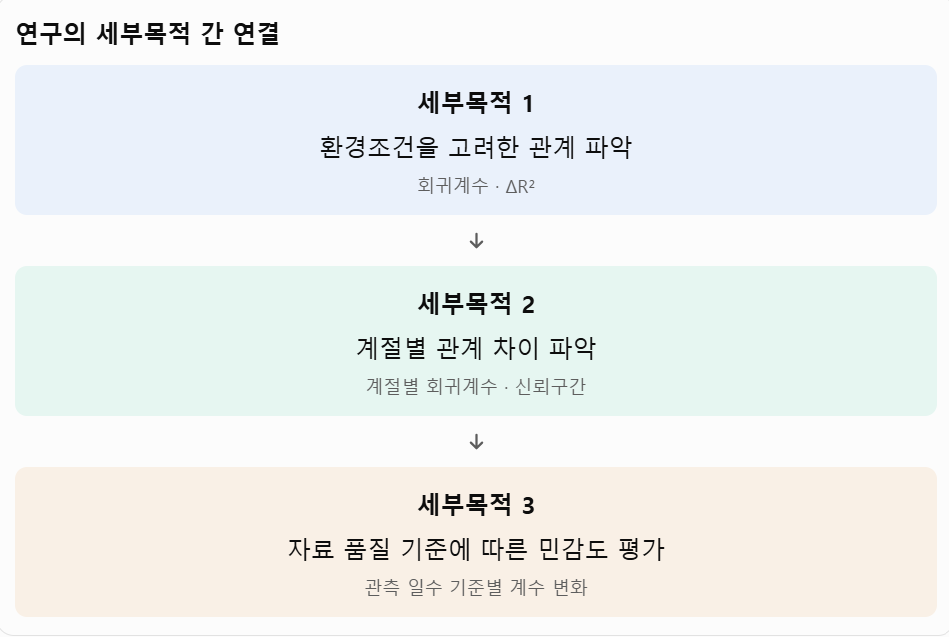 연구의 세부목적 간 연결
세부목적 1
환경조건을 고려한 관계 파악
회귀계수 · ΔR²
↓
세부목적 2
계절별 관계 차이 파악
계절별 회귀계수 · 신뢰구간
↓
세부목적 3
자료 품질 기준에 따른 민감도 평가
관측 일수 기준별 계수 변화